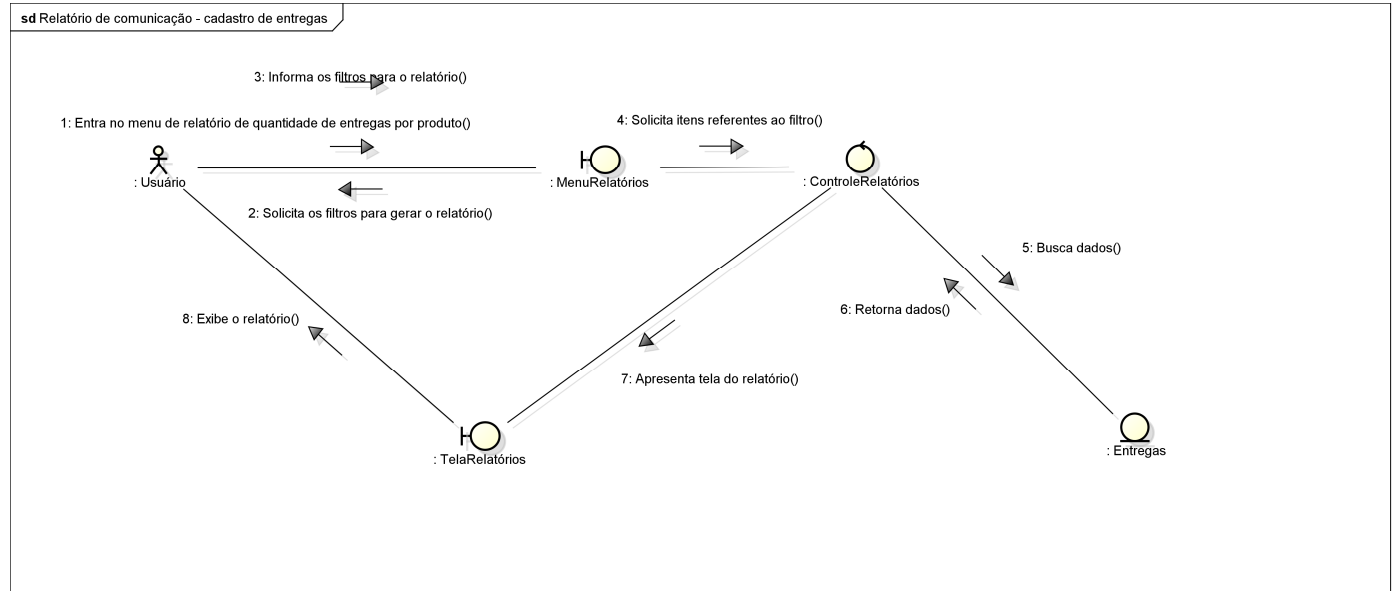 sd Relatório de comunicação - cadastro de entregas
3: Informa os filtros para o relatório()
1: Entra no menu de relatório de quantidade de entregas por produto()
4: Solicita itens referentes ao filtro()
: Usuário
: MenuRelatórios
: ControleRelatórios
2: Solicita os filtros para gerar o relatório()
5: Busca dados()
6: Retorna dados()
8: Exibe o relatório()
7: Apresenta tela do relatório()
: TelaRelatórios
: Entregas